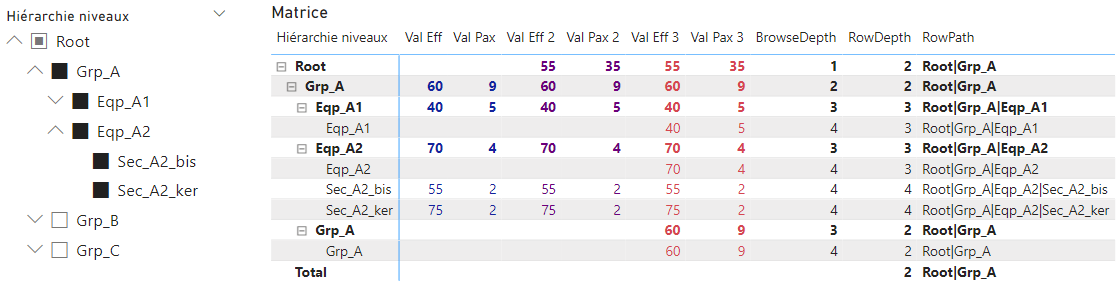 Hiérarchie niveaux
Root
Grp_A
Eqp_A1
Eqp_A2
Sec_A2_bis
Sec_A2_ker
Grp_B
Grp_C
Matrice
Hiérarchie niveaux Val Eff Val Pax Val Eff 2 Val Pax 2 Val Eff 3 Val Pax 3 BrowseDepth RowDepth RowPath
Root 55 35 55 35 1 2 Root|Grp_A
Grp_A 60 9 60 9 60 9 2 2 Root|Grp_A
Eqp_A1 40 5 40 5 40 5 3 3 Root|Grp_A|Eqp_A1
Eqp_A1 40 5 4 3 Root|Grp_A|Eqp_A1
Eqp_A2 70 4 70 4 70 4 3 3 Root|Grp_A|Eqp_A2
Eqp_A2 70 4 4 3 Root|Grp_A|Eqp_A2
Sec_A2_bis 55 2 55 2 55 2 4 4 Root|Grp_A|Eqp_A2|Sec_A2_bis
Sec_A2_ker 75 2 75 2 75 2 4 4 Root|Grp_A|Eqp_A2|Sec_A2_ker
Grp_A 60 9 3 2 Root|Grp_A
Grp_A 60 9 4 2 Root|Grp_A
Total 2 Root|Grp_A